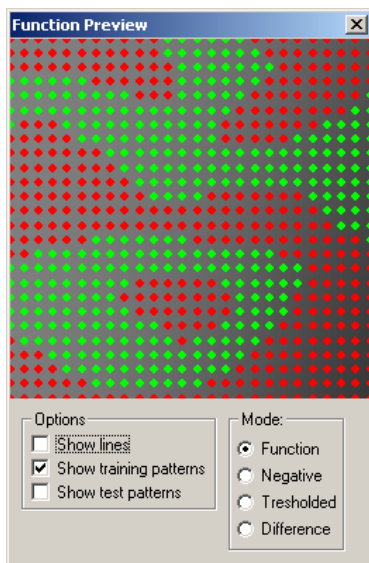 Function Preview
Options
Show lines
Show training patterns
Show test patterns
Mode:
Function
Negative
Tresholded
Difference